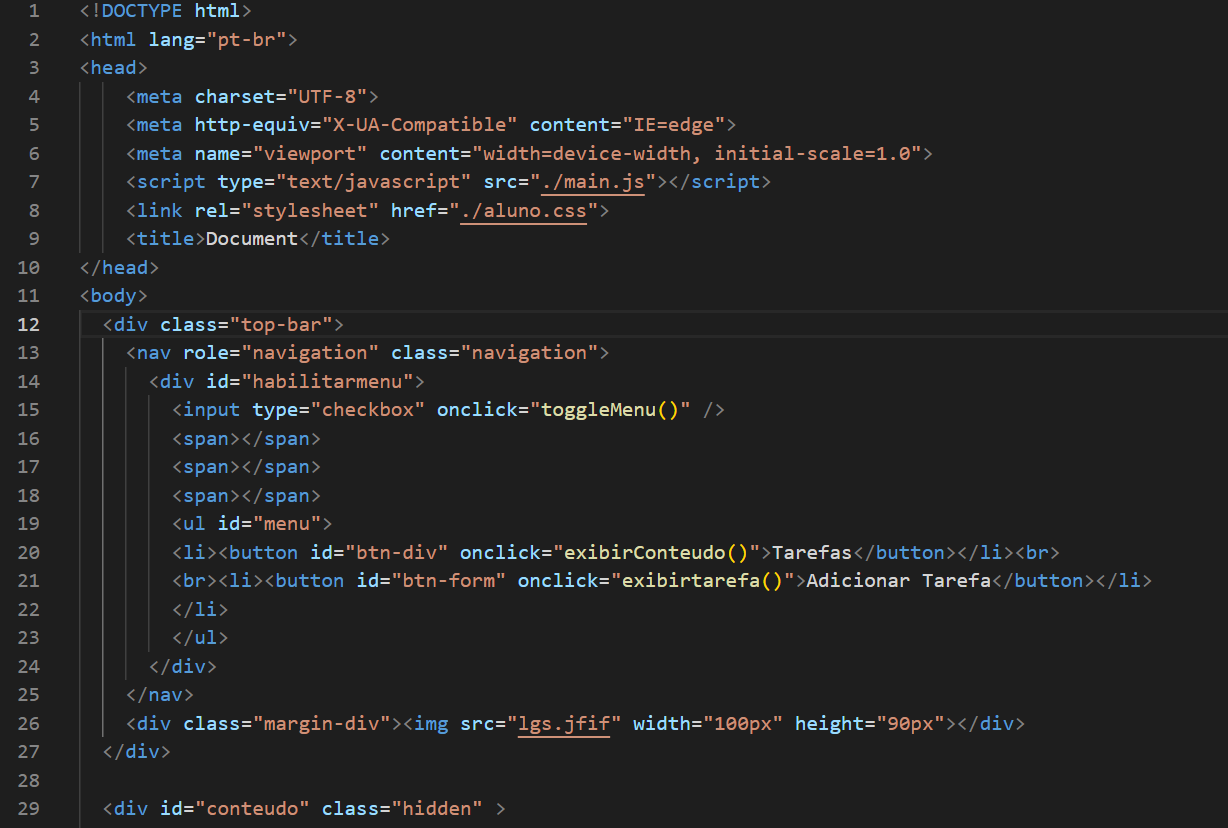 1 <!DOCTYPE html>
2 <html lang="pt-br">
3 <head>
4 <meta charset="UTF-8">
5 <meta http-equiv="X-UA-Compatible" content="IE=edge">
6 <meta name="viewport" content="width=device-width, initial-scale=1.0">
7 <script type="text/javascript" src="./main.js"></script>
8 <link rel="stylesheet" href="./aluno.css">
9 <title>Document</title>
10 </head>
11 <body>
12 <div class="top-bar">
13 <nav role="navigation" class="navigation">
14 <div id="habilitarmenu">
15 <input type="checkbox" onclick="toggleMenu()" />
16 <span></span>
17 <span></span>
18 <span></span>
19 <ul id="menu">
20 <li><button id="btn-div" onclick="exibirConteudo()">Tarefas</button></li><br>
21 <br><li><button id="btn-form" onclick="exibirtarefa()">Adicionar Tarefa</button></li>
22 </li>
23 </ul>
24 </div>
25 </nav>
26 <div class="margin-div"><img src="lgs.jfif" width="100px" height="90px"></div>
27 </div>
28
29 <div id="conteudo" class="hidden" >